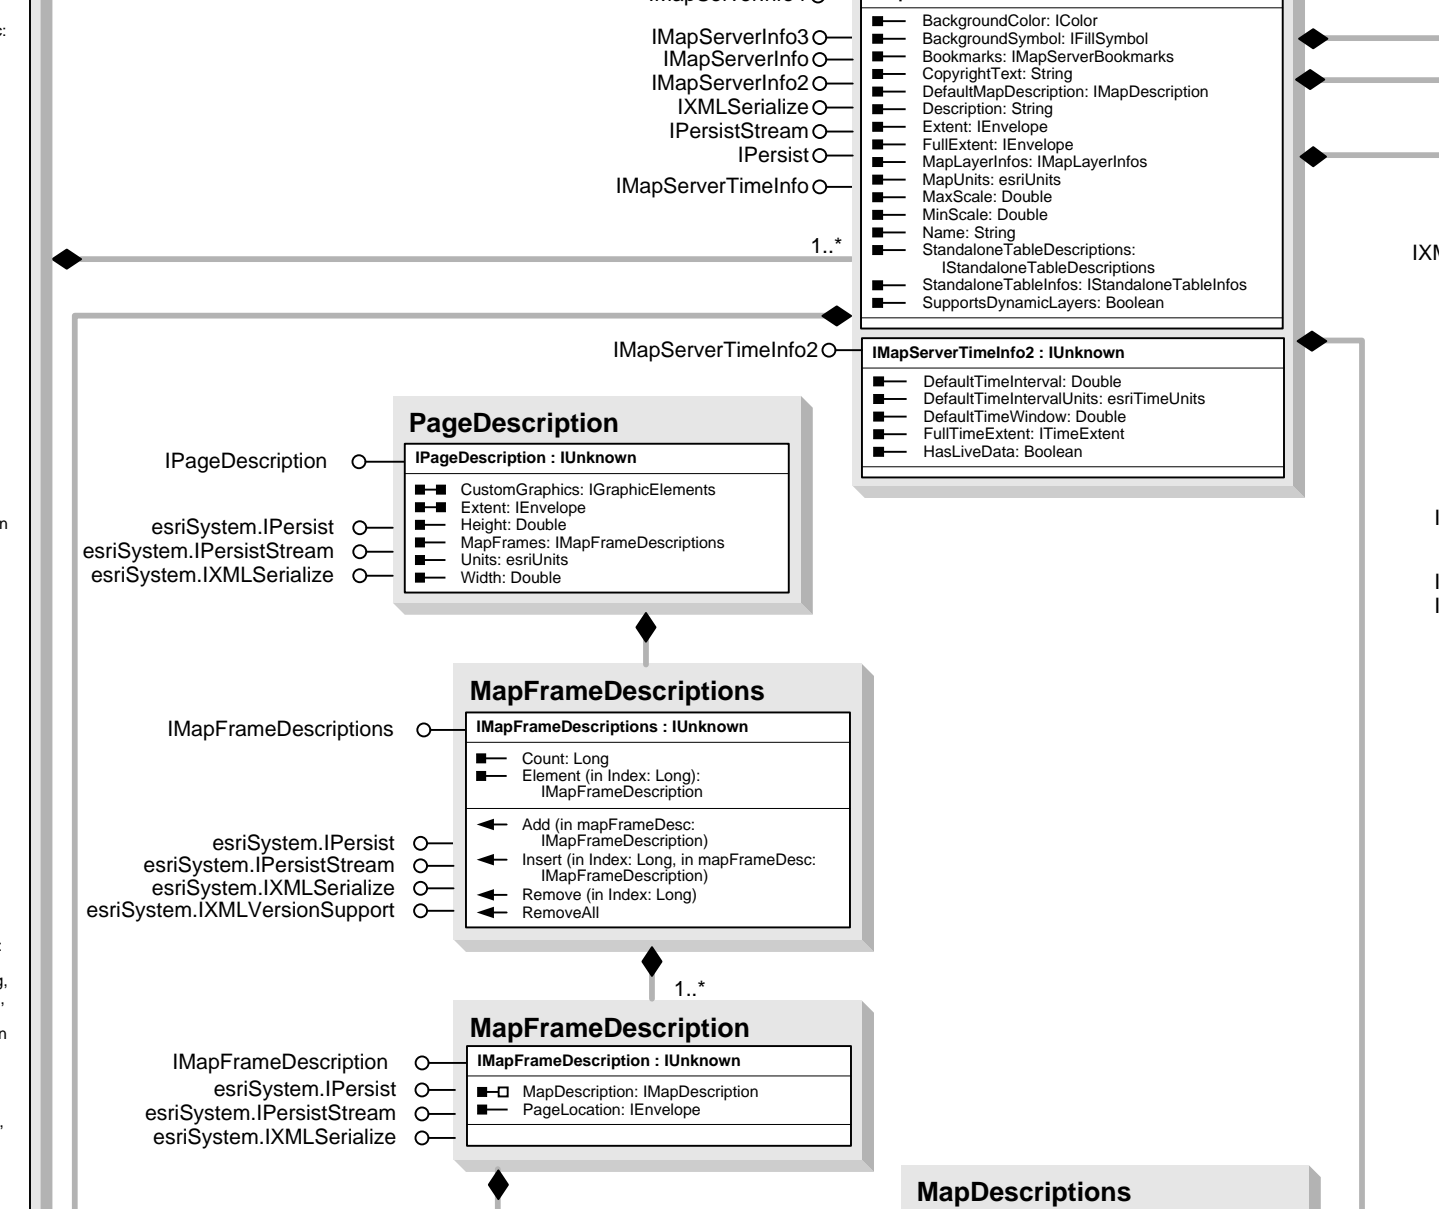 IMapServerInfo3
IMapServerInfo
IMapServerInfo2
IXMLSerialize
IPersistStream
IPersist
IMapServerTimeInfo
BackgroundColor: IColor
BackgroundSymbol: IFillSymbol
Bookmarks: IMapServerBookmarks
CopyrightText: String
DefaultMapDescription: IMapDescription
Description: String
Extent: IEnvelope
FullExtent: IEnvelope
MapLayerInfos: IMapLayerInfos
MapUnits: esriUnits
MaxScale: Double
MinScale: Double
Name: String
StandaloneTableDescriptions:
IStandaloneTableDescriptions
StandaloneTableInfos: IStandaloneTableInfos
SupportsDynamicLayers: Boolean
1..*
IMapServerTimeInfo2
IMapServerTimeInfo2 : IUnknown
DefaultTimeInterval: Double
DefaultTimeIntervalUnits: esriTimeUnits
DefaultTimeWindow: Double
FullTimeExtent: ITimeExtent
HasLiveData: Boolean
PageDescription
IPageDescription
IPageDescription : IUnknown
CustomGraphics: IGraphicElements
Extent: IEnvelope
Height: Double
MapFrames: IMapFrameDescriptions
Units: esriUnits
Width: Double
esriSystem.IPersist
esriSystem.IPersistStream
esriSystem.IXMLSerialize
MapFrameDescriptions
IMapFrameDescriptions
IMapFrameDescriptions : IUnknown
Count: Long
Element (in Index: Long):
IMapFrameDescription
Add (in mapFrameDesc:
IMapFrameDescription)
Insert (in Index: Long, in mapFrameDesc:
IMapFrameDescription)
Remove (in Index: Long)
RemoveAll
esriSystem.IPersist
esriSystem.IPersistStream
esriSystem.IXMLSerialize
esriSystem.IXMLVersionSupport
1..*
MapFrameDescription
IMapFrameDescription
IMapFrameDescription : IUnknown
MapDescription: IMapDescription
PageLocation: IEnvelope
esriSystem.IPersist
esriSystem.IPersistStream
esriSystem.IXMLSerialize
MapDescriptions